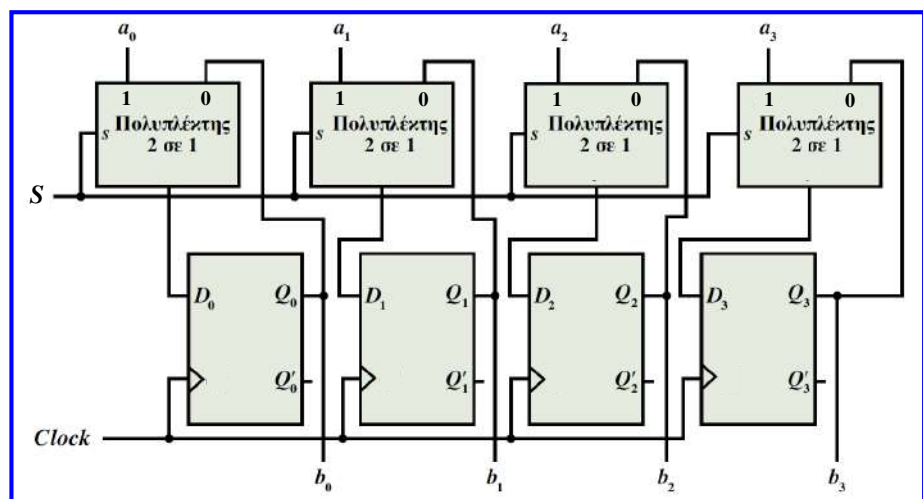 a₀ a₁ a₂ a₃
1 0 1 0 1 0 1 0
s Πολυπλέκτης s Πολυπλέκτης s Πολυπλέκτης s Πολυπλέκτης
2 σε 1 2 σε 1 2 σε 1 2 σε 1
S
D₀ Q₀ D₁ Q₁ D₂ Q₂ D₃ Q₃
Q′₀ Q′₁ Q′₂ Q′₃
Clock
b₀ b₁ b₂ b₃